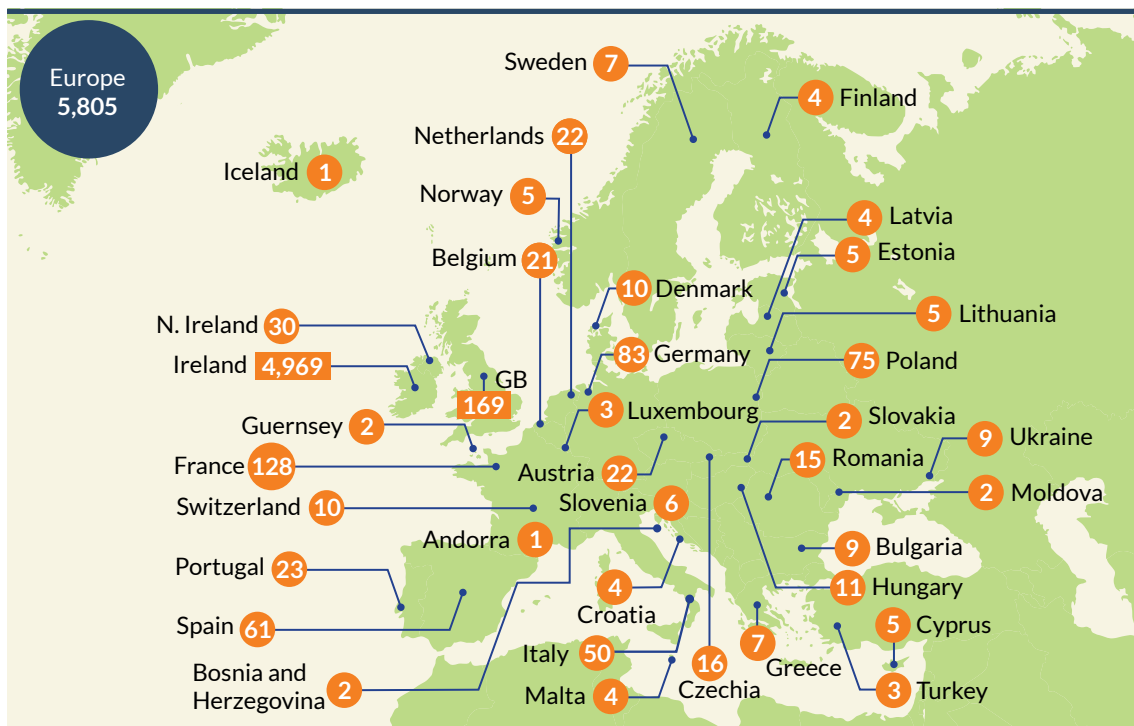 Europe
5,805
Sweden 7
4 Finland
Netherlands 22
Iceland 1
Norway 5
4 Latvia
Belgium 21
5 Estonia
10 Denmark
5 Lithuania
N. Ireland 30
83 Germany
75 Poland
Ireland 4,969
GB
169
3 Luxembourg
2 Slovakia
Guernsey 2
9 Ukraine
France 128
Austria 22
15 Romania
2 Moldova
Switzerland 10
Slovenia 6
Andorra 1
9 Bulgaria
Portugal 23
4
Croatia
11 Hungary
Spain 61
5 Cyprus
Italy 50
7
Greece
16
Czechia
Bosnia and
Herzegovina 2
Malta 4
3 Turkey